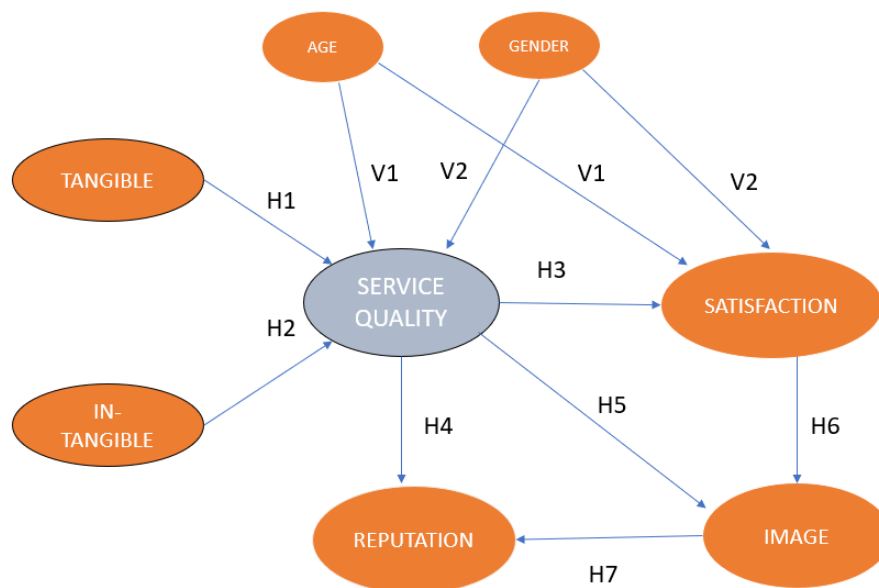 AGE
GENDER
TANGIBLE
H1
V1
V2
V1
V2
SERVICE
QUALITY
H3
SATISFACTION
H2
IN-
TANGIBLE
H4
H5
H6
REPUTATION
IMAGE
H7